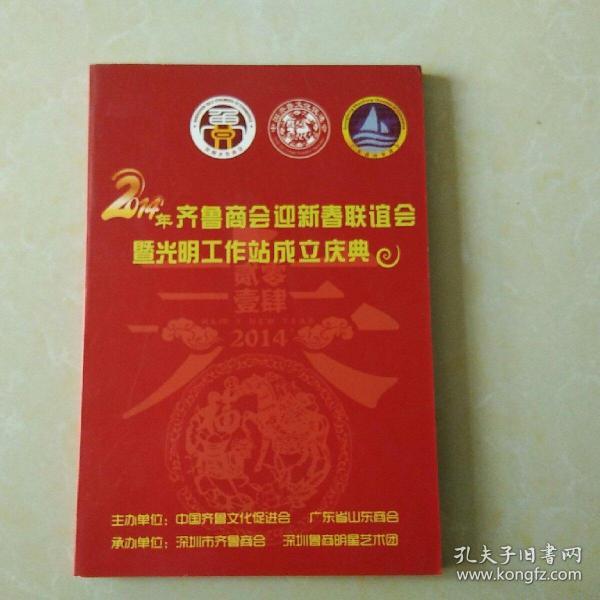 2014年齐鲁商会迎新春联谊会
暨光明工作站成立庆典
贰零
壹肆
HAPPY NEW YEAR
2014
主办单位：中国齐鲁文化促进会 广东省山东商会
承办单位：深圳市齐鲁商会 深圳鲁商明星艺术团
孔夫子旧书网
www.kongfz.com